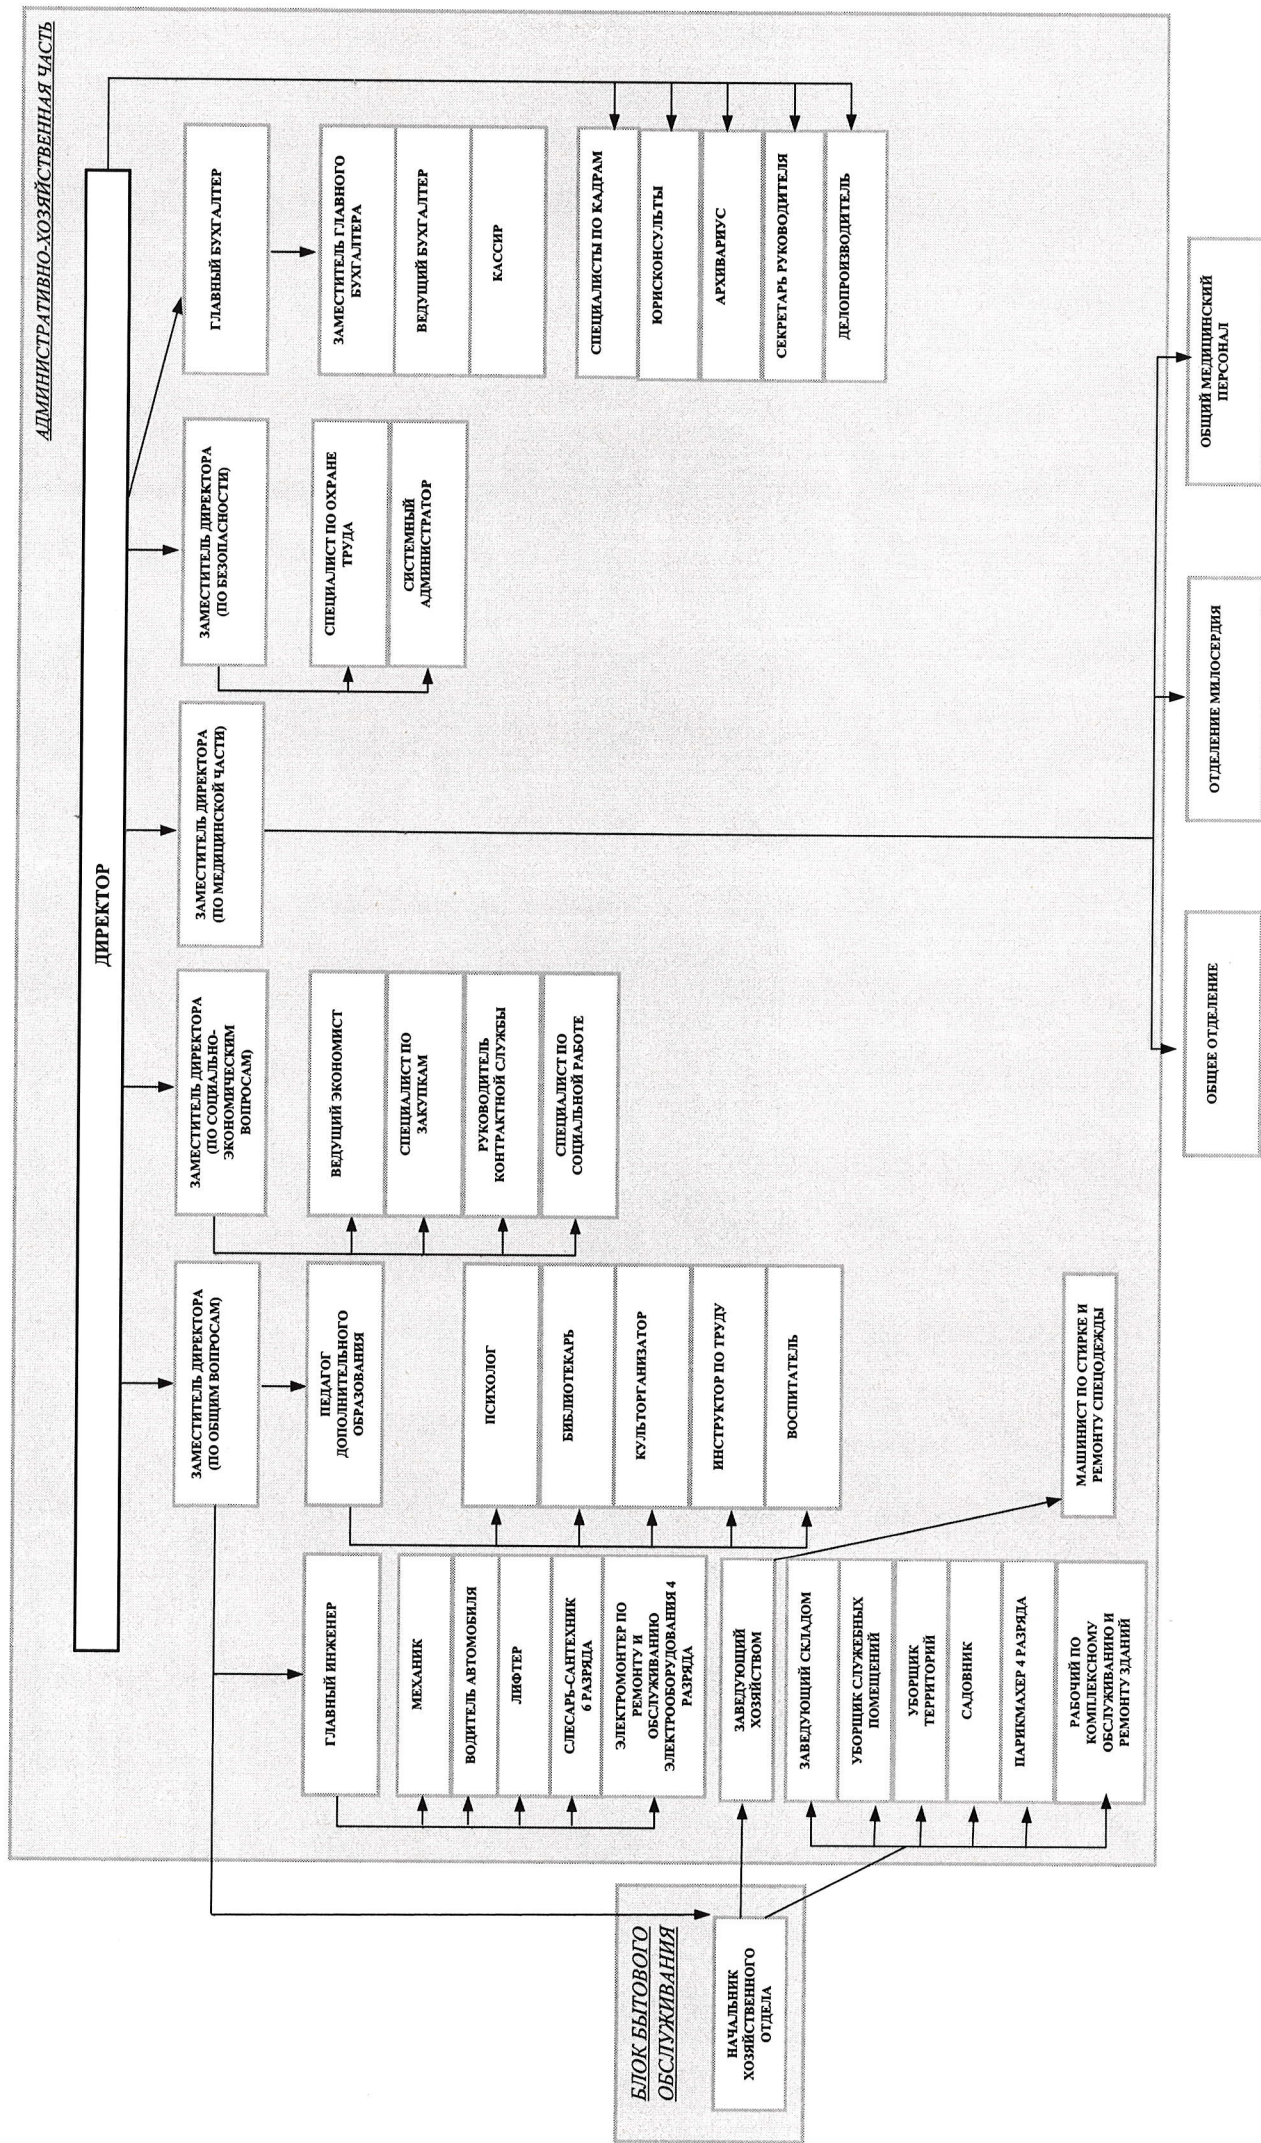 АДМИНИСТРАТИВНО-ХОЗЯЙСТВЕННАЯ ЧАСТЬ
ДИРЕКТОР
ЗАМЕСТИТЕЛЬ ДИРЕКТОРА
(ПО ОБЩИМ ВОПРОСАМ)
ЗАМЕСТИТЕЛЬ ДИРЕКТОРА
(ПО СОЦИАЛЬНО-
ЭКОНОМИЧЕСКИМ
ВОПРОСАМ)
ЗАМЕСТИТЕЛЬ ДИРЕКТОРА
(ПО МЕДИЦИНСКОЙ ЧАСТИ)
ЗАМЕСТИТЕЛЬ ДИРЕКТОРА
(ПО БЕЗОПАСНОСТИ)
ГЛАВНЫЙ БУХГАЛТЕР
ГЛАВНЫЙ ИНЖЕНЕР
МЕХАНИК
ВОДИТЕЛЬ АВТОМОБИЛЯ
ЛИФТЕР
СЛЕСАРЬ-САНТЕХНИК
6 РАЗРЯДА
ЭЛЕКТРОМОНТЕР ПО
РЕМОНТУ И
ОБСЛУЖИВАНИЮ
ЭЛЕКТРООБОРУДОВАНИЯ 4
РАЗРЯДА
ПЕДАГОГ
ДОПОЛНИТЕЛЬНОГО
ОБРАЗОВАНИЯ
ПСИХОЛОГ
БИБЛИОТЕКАРЬ
КУЛЬТОРГАНИЗАТОР
ИНСТРУКТОР ПО ТРУДУ
ВОСПИТАТЕЛЬ
ВЕДУЩИЙ ЭКОНОМИСТ
СПЕЦИАЛИСТ ПО
ЗАКУПКАМ
РУКОВОДИТЕЛЬ
КОНТРАКТНОЙ СЛУЖБЫ
СПЕЦИАЛИСТ ПО
СОЦИАЛЬНОЙ РАБОТЕ
СПЕЦИАЛИСТ ПО ОХРАНЕ
ТРУДА
СИСТЕМНЫЙ
АДМИНИСТРАТОР
ЗАМЕСТИТЕЛЬ ГЛАВНОГО
БУХГАЛТЕРА
ВЕДУЩИЙ БУХГАЛТЕР
КАССИР
СПЕЦИАЛИСТЫ ПО КАДРАМ
ЮРИСКОНСУЛЬТЫ
АРХИВАРИУС
СЕКРЕТАРЬ РУКОВОДИТЕЛЯ
ДЕЛОПРОИЗВОДИТЕЛЬ
БЛОК БЫТОВОГО
ОБСЛУЖИВАНИЯ
НАЧАЛЬНИК
ХОЗЯЙСТВЕННОГО
ОТДЕЛА
ЗАВЕДУЮЩИЙ
ХОЗЯЙСТВОМ
ЗАВЕДУЮЩИЙ СКЛАДОМ
УБОРЩИК СЛУЖЕБНЫХ
ПОМЕЩЕНИЙ
УБОРЩИК
ТЕРРИТОРИЙ
САДОВНИК
ПАРИКМАХЕР 4 РАЗРЯДА
РАБОЧИЙ ПО
КОМПЛЕКСНОМУ
ОБСЛУЖИВАНИЮ И
РЕМОНТУ ЗДАНИЙ
МАШИНИСТ ПО СТИРКЕ И
РЕМОНТУ СПЕЦОДЕЖДЫ
ОБЩЕЕ ОТДЕЛЕНИЕ
ОТДЕЛЕНИЕ МИЛОСЕРДИЯ
ОБЩИЙ МЕДИЦИНСКИЙ
ПЕРСОНАЛ